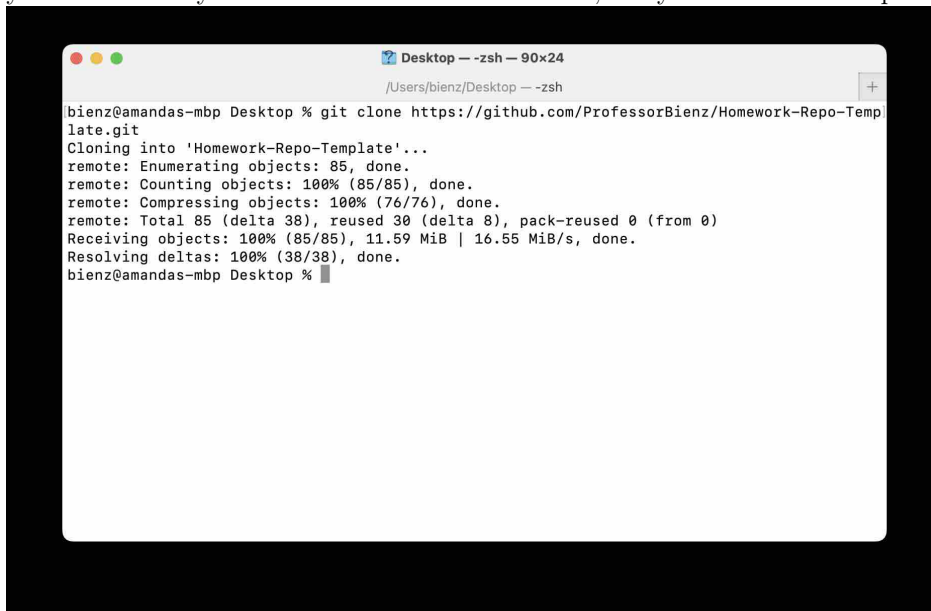 Desktop — -zsh — 90×24
/Users/bienz/Desktop — -zsh
+
[bienz@amandas-mbp Desktop % git clone https://github.com/ProfessorBienz/Homework-Repo-Temp]
late.git
Cloning into 'Homework-Repo-Template'...
remote: Enumerating objects: 85, done.
remote: Counting objects: 100% (85/85), done.
remote: Compressing objects: 100% (76/76), done.
remote: Total 85 (delta 38), reused 30 (delta 8), pack-reused 0 (from 0)
Receiving objects: 100% (85/85), 11.59 MiB | 16.55 MiB/s, done.
Resolving deltas: 100% (38/38), done.
bienz@amandas-mbp Desktop %